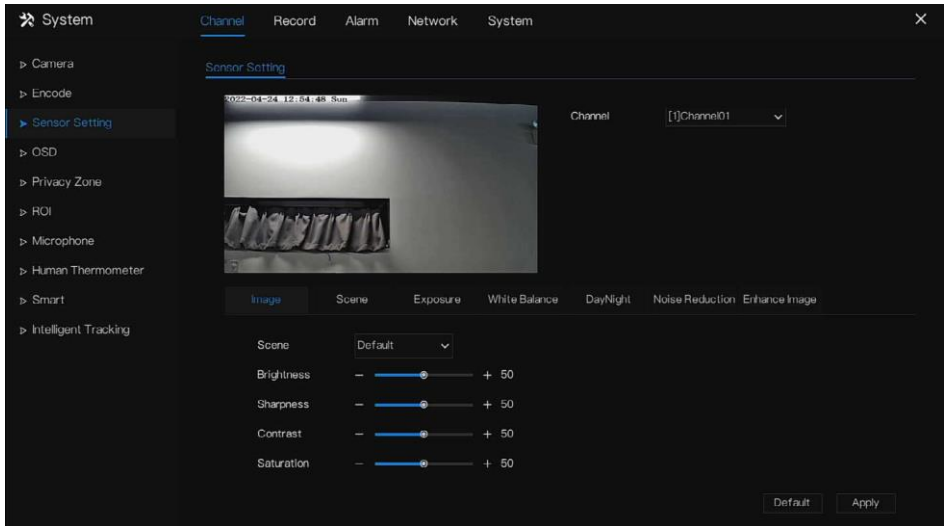 System
Channel Record Alarm Network System
Camera
Encode
Sensor Setting
OSD
Privacy Zone
ROI
Microphone
Human Thermometer
Smart
Intelligent Tracking
Sensor Setting
2022-04-24 12:54:48 Sun
Channel [1]Channel01
Image Scene Exposure White Balance DayNight Noise Reduction Enhance Image
Scene Default
Brightness - + 50
Sharpness - + 50
Contrast - + 50
Saturation - + 50
Default Apply